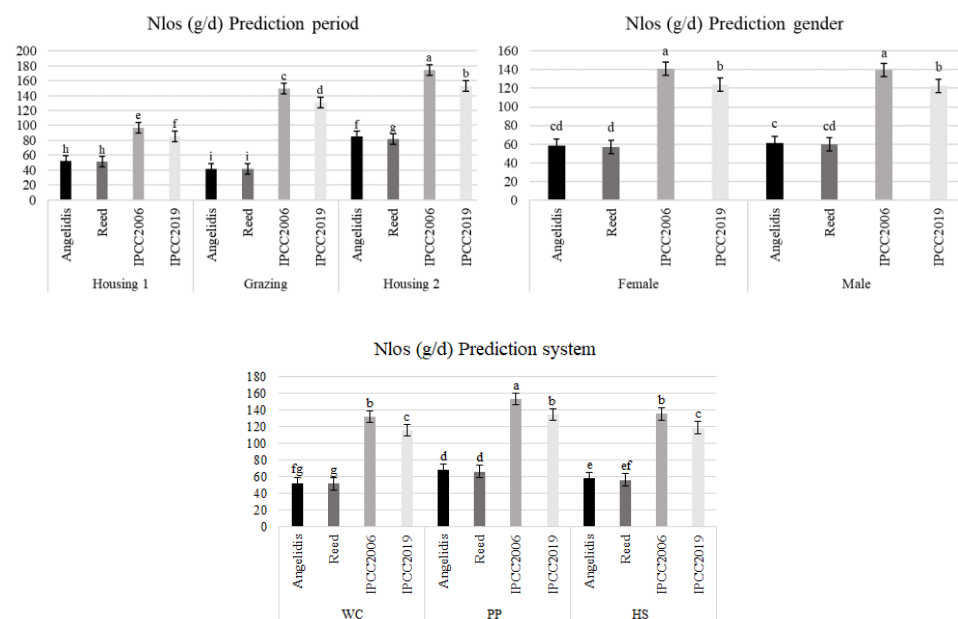 Nlos (g/d) Prediction period
200
180
160
140
120
100
80
60
40
20
0
h
h
e
f
i
i
c
d
f
g
a
b
Angelidis
Reed
IPCC2006
IPCC2019
Angelidis
Reed
IPCC2006
IPCC2019
Angelidis
Reed
IPCC2006
IPCC2019
Housing 1
Grazing
Housing 2
Nlos (g/d) Prediction gender
160
140
120
100
80
60
40
20
0
cd
d
a
b
c
cd
a
b
Angelidis
Reed
IPCC2006
IPCC2019
Angelidis
Reed
IPCC2006
IPCC2019
Female
Male
Nlos (g/d) Prediction system
180
160
140
120
100
80
60
40
20
0
fg
g
b
c
d
d
a
b
e
ef
b
c
Angelidis
Reed
IPCC2006
IPCC2019
Angelidis
Reed
IPCC2006
IPCC2019
Angelidis
Reed
IPCC2006
IPCC2019
WC
PP
HS